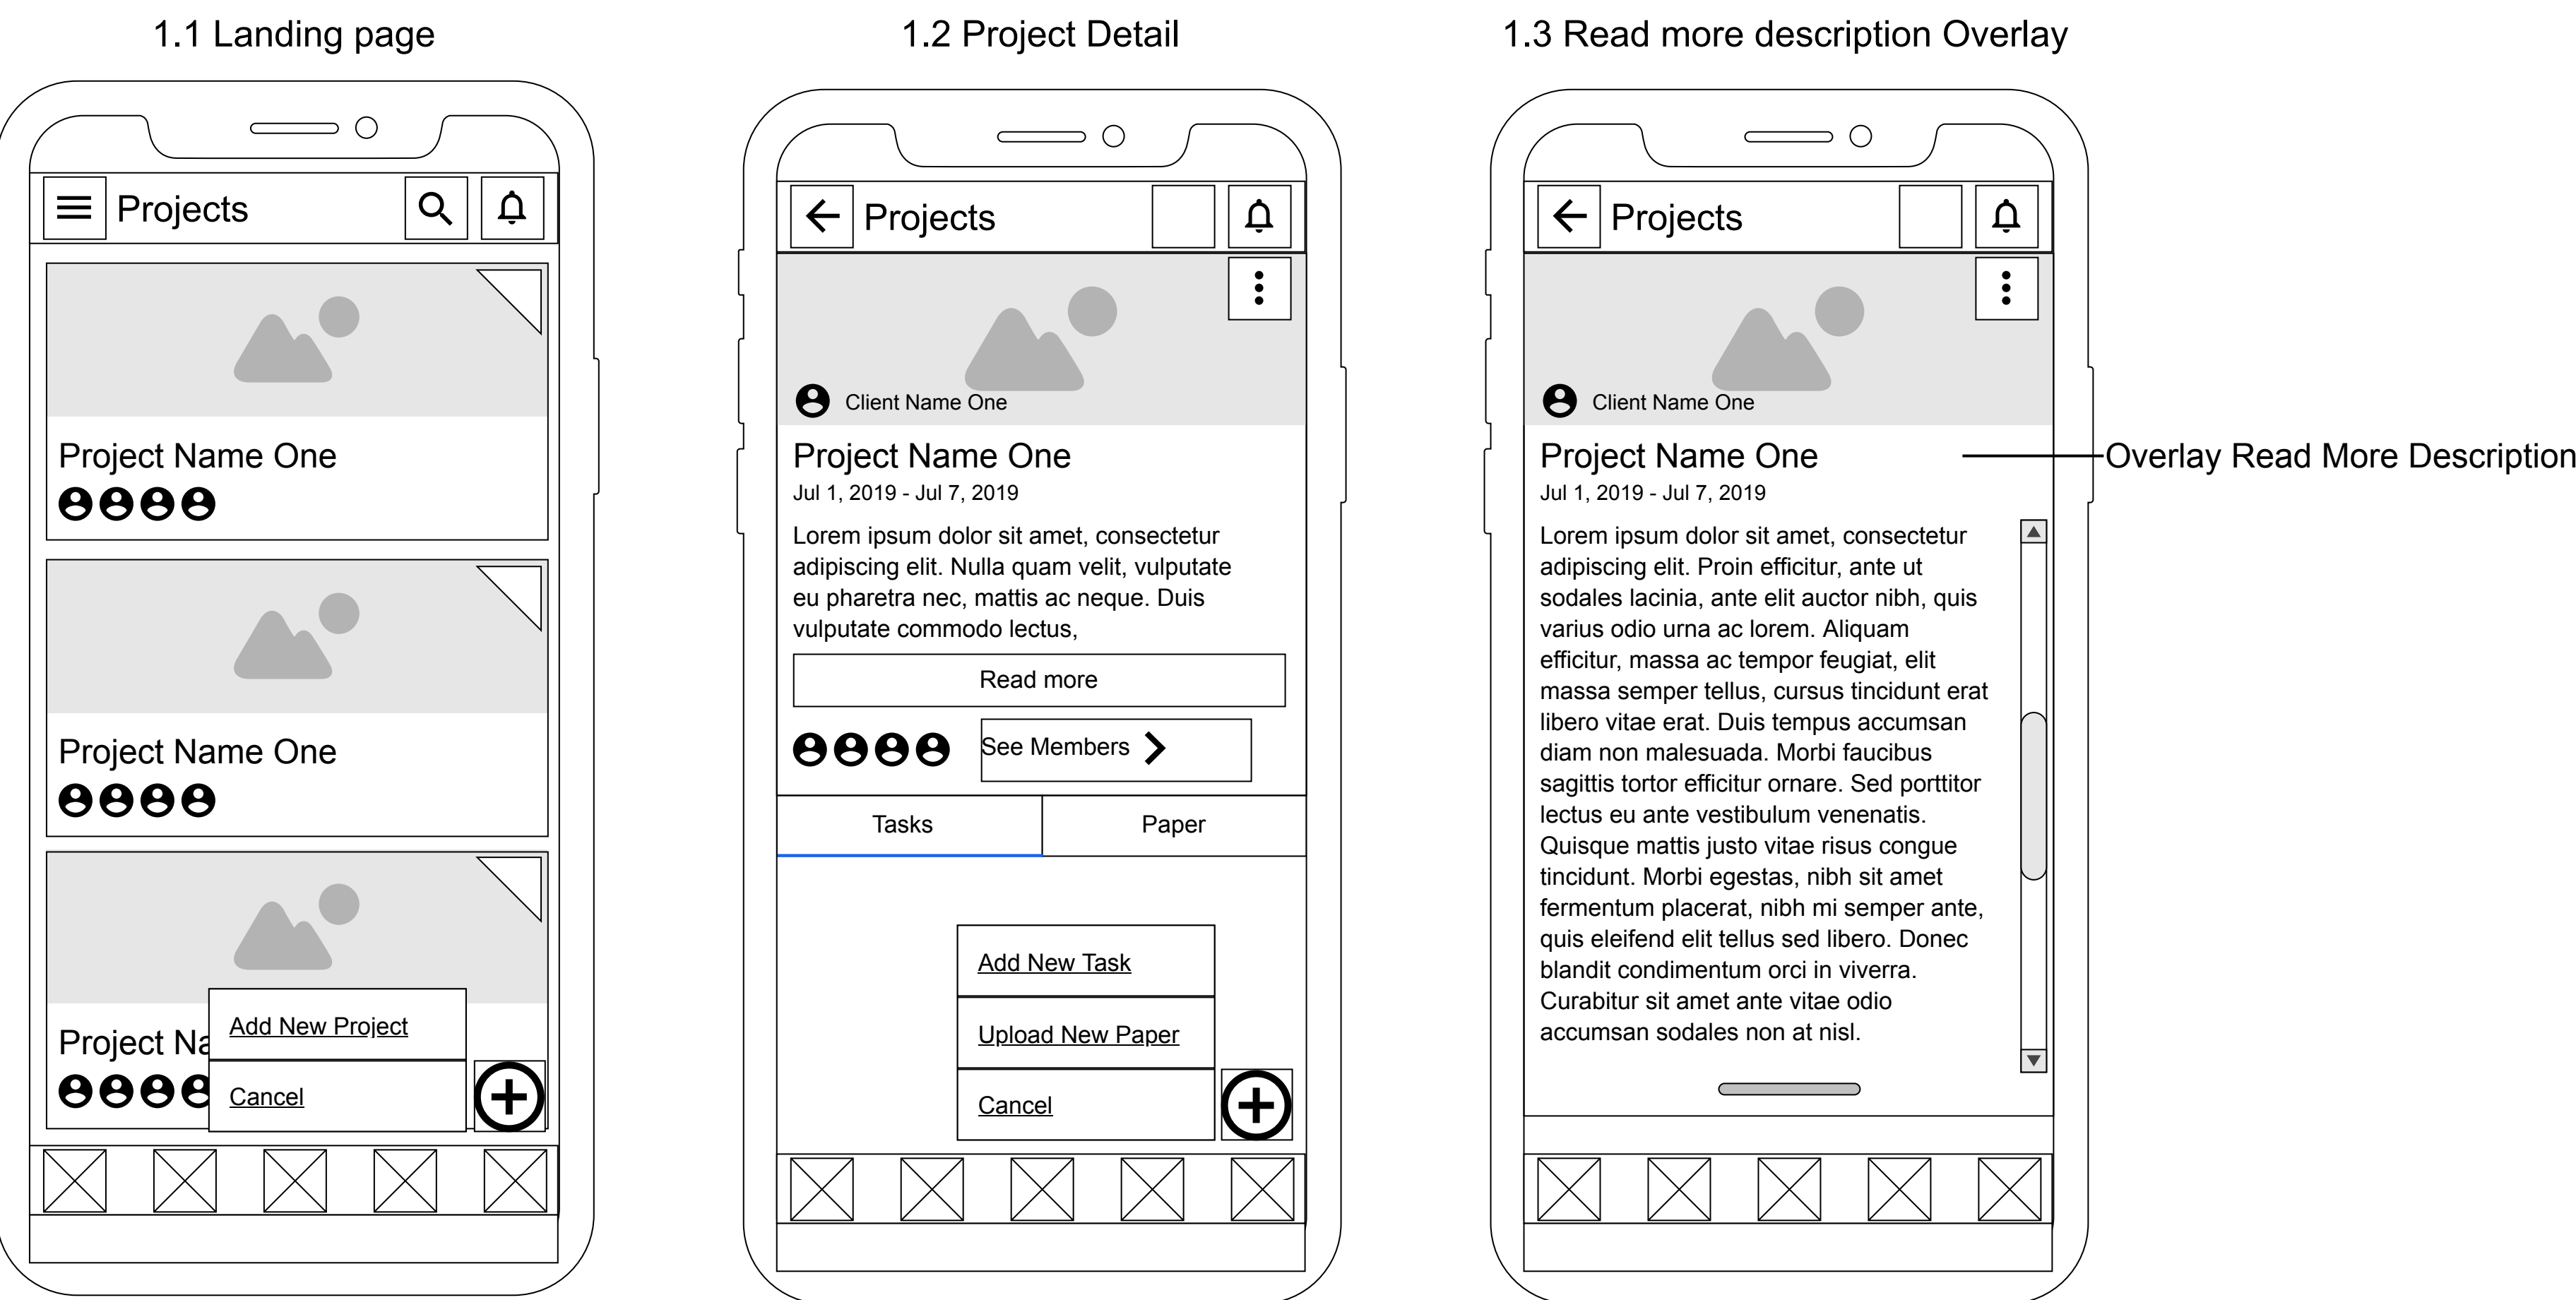 1.1 Landing page
Projects
Project Name One
Project Name One
Project Na
Add New Project
Cancel
1.2 Project Detail
Projects
Client Name One
Project Name One
Jul 1, 2019 - Jul 7, 2019
Lorem ipsum dolor sit amet, consectetur
adipiscing elit. Nulla quam velit, vulputate
eu pharetra nec, mattis ac neque. Duis
vulputate commodo lectus,
Read more
See Members
Tasks
Paper
Add New Task
Upload New Paper
Cancel
1.3 Read more description Overlay
Projects
Client Name One
Project Name One
Jul 1, 2019 - Jul 7, 2019
Lorem ipsum dolor sit amet, consectetur
adipiscing elit. Proin efficitur, ante ut
sodales lacinia, ante elit auctor nibh, quis
varius odio urna ac lorem. Aliquam
efficitur, massa ac tempor feugiat, elit
massa semper tellus, cursus tincidunt erat
libero vitae erat. Duis tempus accumsan
diam non malesuada. Morbi faucibus
sagittis tortor efficitur ornare. Sed porttitor
lectus eu ante vestibulum venenatis.
Quisque mattis justo vitae risus congue
tincidunt. Morbi egestas, nibh sit amet
fermentum placerat, nibh mi semper ante,
quis eleifend elit tellus sed libero. Donec
blandit condimentum orci in viverra.
Curabitur sit amet ante vitae odio
accumsan sodales non at nisl.
Overlay Read More Description